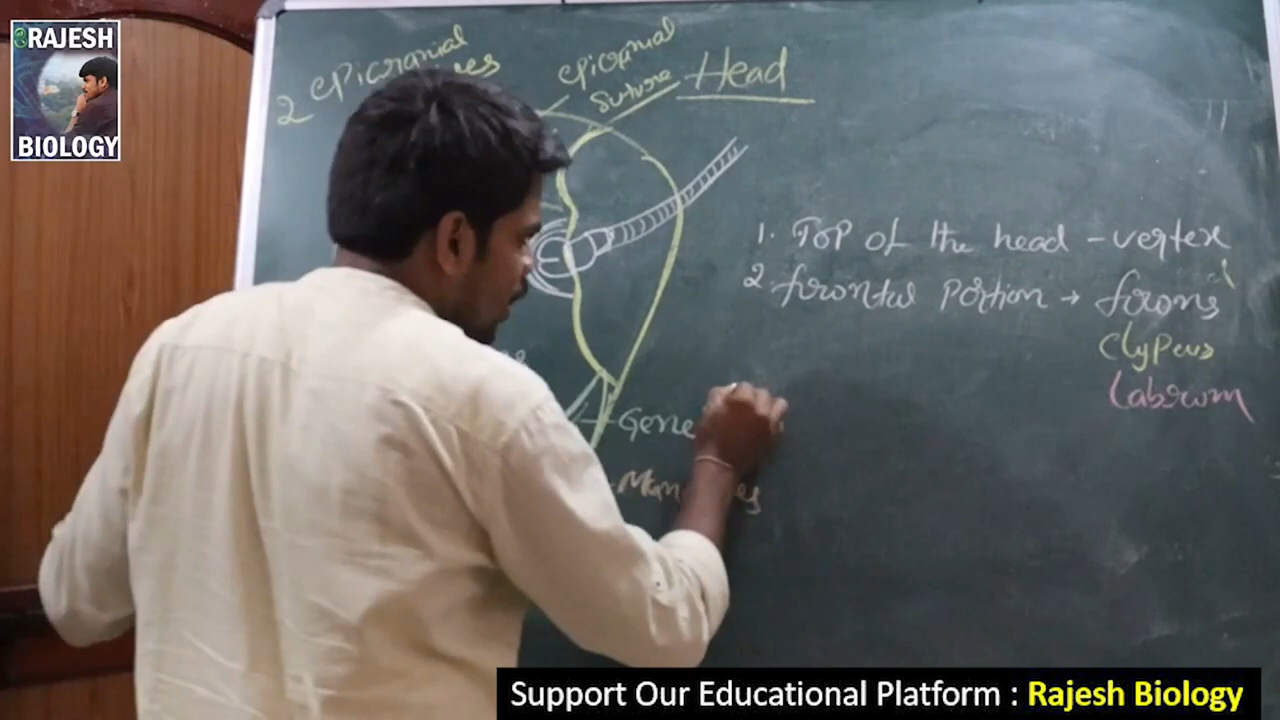 RAJESH
BIOLOGY
2 epicranial
epicranial
suture
Head
1. Top of the head - vertex
2. frontal portion → frons
clypeus
labrum
Support Our Educational Platform : Rajesh Biology